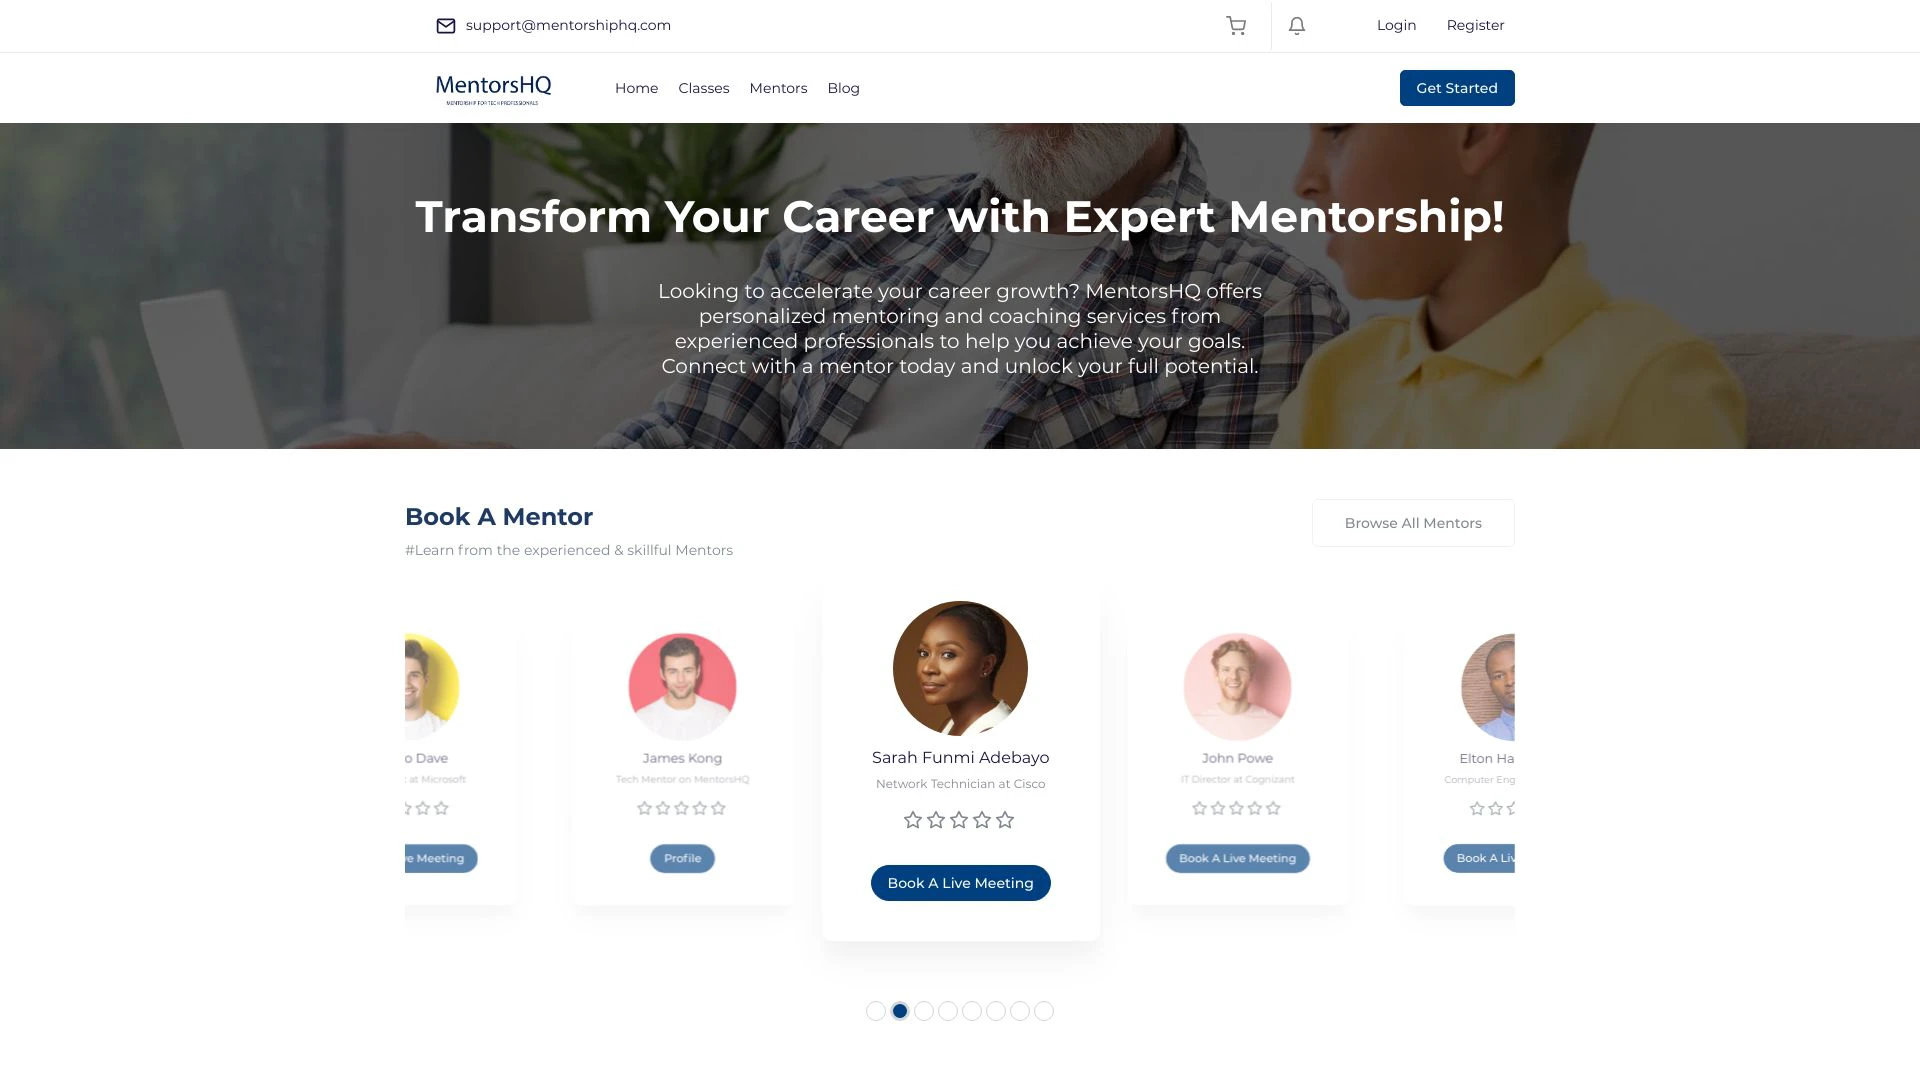 support@mentorshiphq.com
Login
Register
MentorsHQ
MENTORSHIP FOR TECH PROFESSIONALS
Home
Classes
Mentors
Blog
Get Started
Transform Your Career with Expert Mentorship!
Looking to accelerate your career growth? MentorsHQ offers
personalized mentoring and coaching services from
experienced professionals to help you achieve your goals.
Connect with a mentor today and unlock your full potential.
Book A Mentor
#Learn from the experienced & skillful Mentors
Browse All Mentors
Dave
at Microsoft
Meeting
James Kong
Tech Mentor on MentorsHQ
Profile
Sarah Funmi Adebayo
Network Technician at Cisco
Book A Live Meeting
John Powe
IT Director at Cognizant
Book A Live Meeting
Elton Ha
Computer Eng
Book A Liv